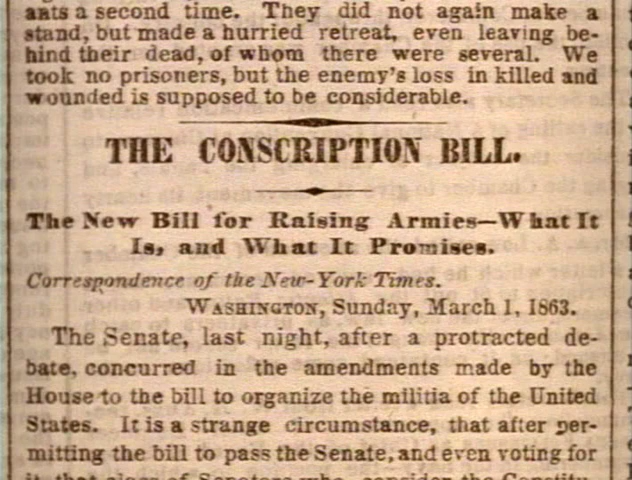 ants a second time. They did not again make a
stand, but made a hurried retreat, even leaving be-
hind their dead, of whom there were several. We
took no prisoners, but the enemy's loss in killed and
wounded is supposed to be considerable.
THE CONSCRIPTION BILL.
The New Bill for Raising Armies—What It
Is, and What It Promises.
Correspondence of the New-York Times.
WASHINGTON, Sunday, March 1, 1863.
The Senate, last night, after a protracted de-
bate, concurred in the amendments made by the
House to the bill to organize the militia of the United
States. It is a strange circumstance, that after per-
mitting the bill to pass the Senate, and even voting for
it, that class of Senators who consider the Constitu-